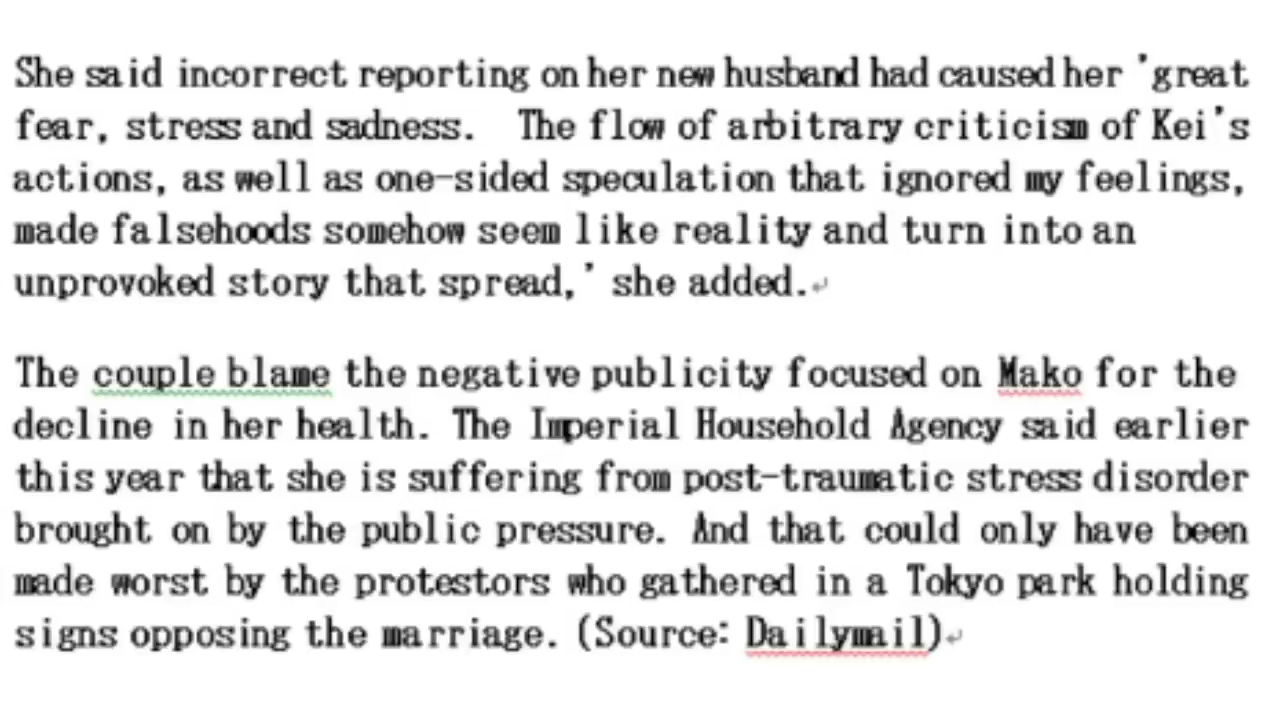 She said incorrect reporting on her new husband had caused her 'great
fear, stress and sadness. The flow of arbitrary criticism of Kei's
actions, as well as one-sided speculation that ignored my feelings,
made falsehoods somehow seem like reality and turn into an
unprovoked story that spread,' she added.
The couple blame the negative publicity focused on Mako for the
decline in her health. The Imperial Household Agency said earlier
this year that she is suffering from post-traumatic stress disorder
brought on by the public pressure. And that could only have been
made worst by the protestors who gathered in a Tokyo park holding
signs opposing the marriage. (Source: Dailymail)